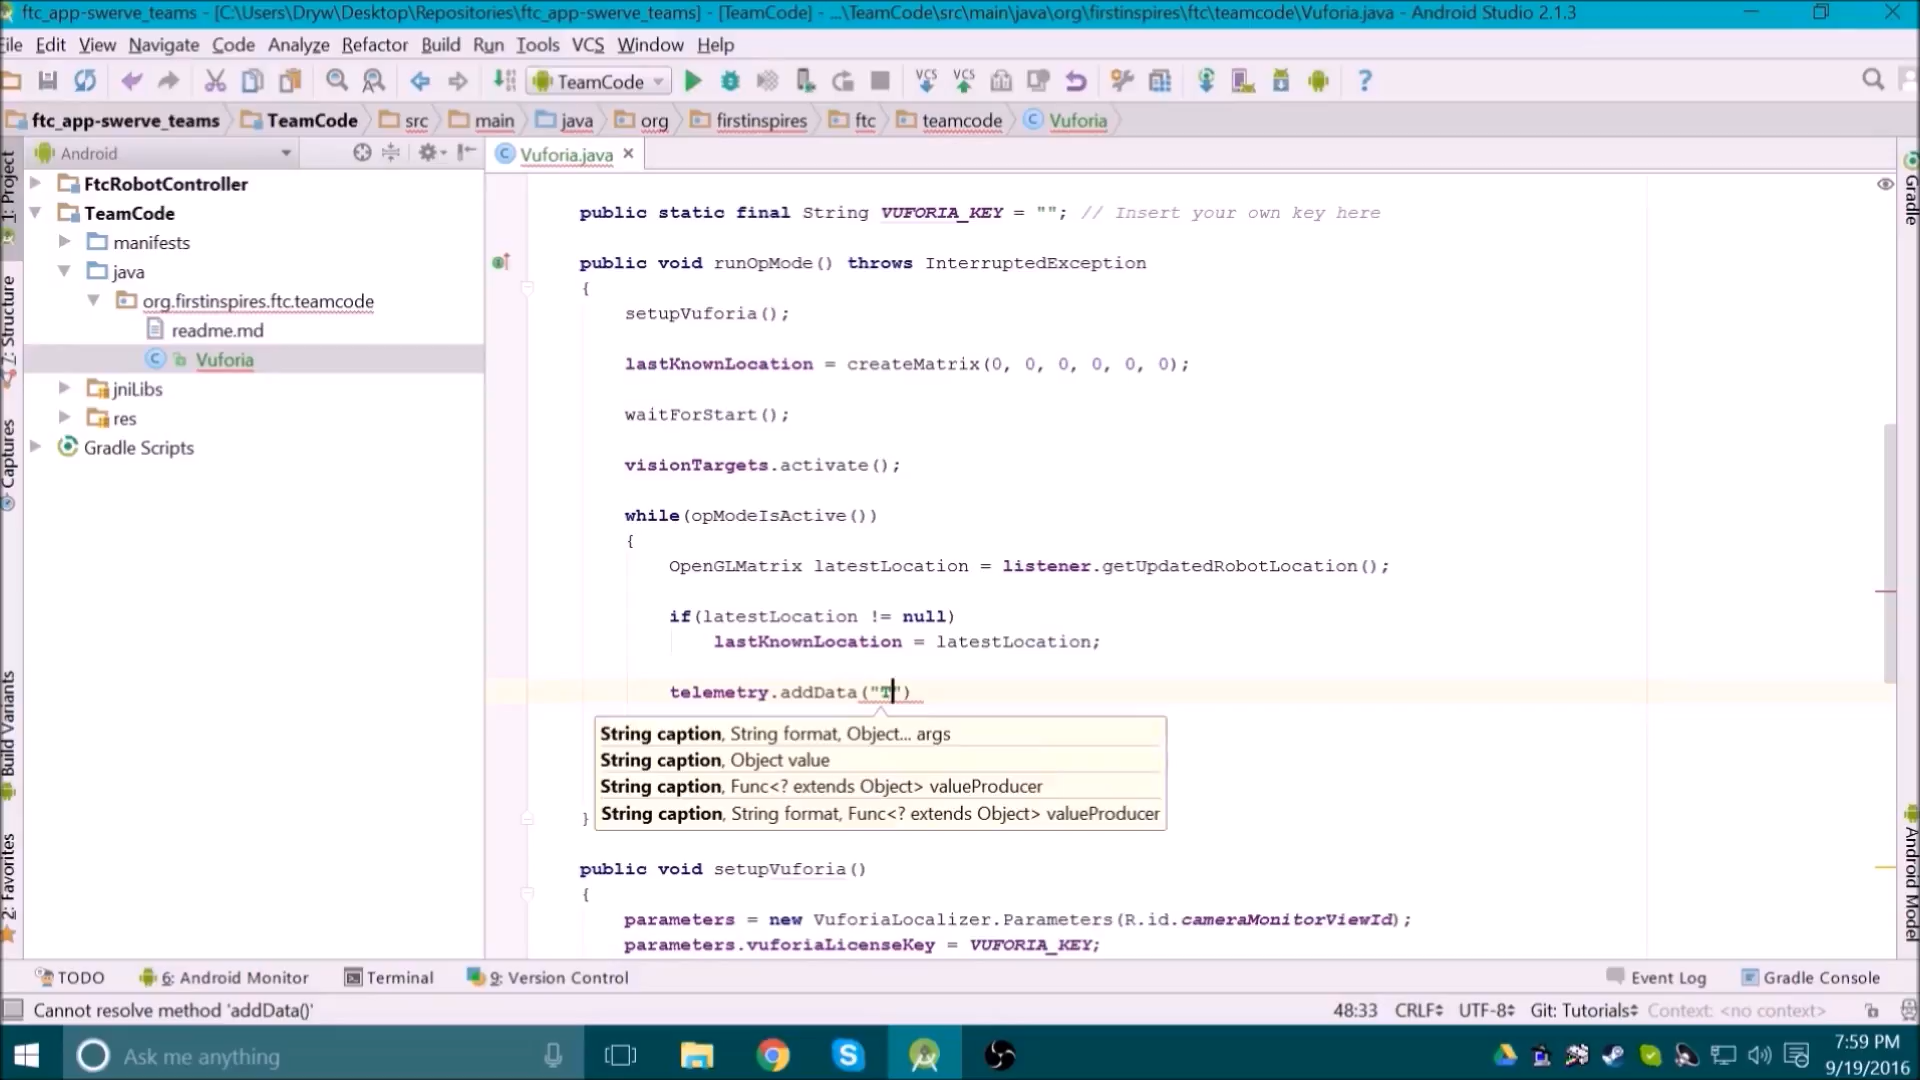 ftc_app-swerve_teams - [C:\Users\Dryw\Desktop\Repositories\ftc_app-swerve_teams] - [TeamCode] - ...\TeamCode\src\main\java\org\firstinspires\ftc\teamcode\Vuforia.java - Android Studio 2.1.3
ile Edit View Navigate Code Analyze Refactor Build Run Tools VCS Window Help
TeamCode VCS VCS ?
ftc_app-swerve_teams TeamCode src main java org firstinspires ftc teamcode Vuforia
Android
Vuforia.java
1: Project
7: Structure
Captures
Build Variants
2: Favorites
FtcRobotController
TeamCode
manifests
java
org.firstinspires.ftc.teamcode
readme.md
Vuforia
jniLibs
res
Gradle Scripts
public static final String VUFORIA_KEY = ""; // Insert your own key here
public void runOpMode() throws InterruptedException
{
setupVuforia();
lastKnownLocation = createMatrix(0, 0, 0, 0, 0, 0);
waitForStart();
visionTargets.activate();
while(opModeIsActive())
{
OpenGLMatrix latestLocation = listener.getUpdatedRobotLocation();
if(latestLocation != null)
lastKnownLocation = latestLocation;
telemetry.addData("T")
String caption, String format, Object... args
String caption, Object value
String caption, Func<? extends Object> valueProducer
String caption, String format, Func<? extends Object> valueProducer
}
public void setupVuforia()
{
parameters = new VuforiaLocalizer.Parameters(R.id.cameraMonitorViewId);
parameters.vuforiaLicenseKey = VUFORIA_KEY;
Gradle
Android Model
TODO 6: Android Monitor Terminal 9: Version Control Event Log Gradle Console
Cannot resolve method 'addData()' 48:33 CRLF UTF-8 Git: Tutorials Context: <no context>
Ask me anything
7:59 PM
9/19/2016